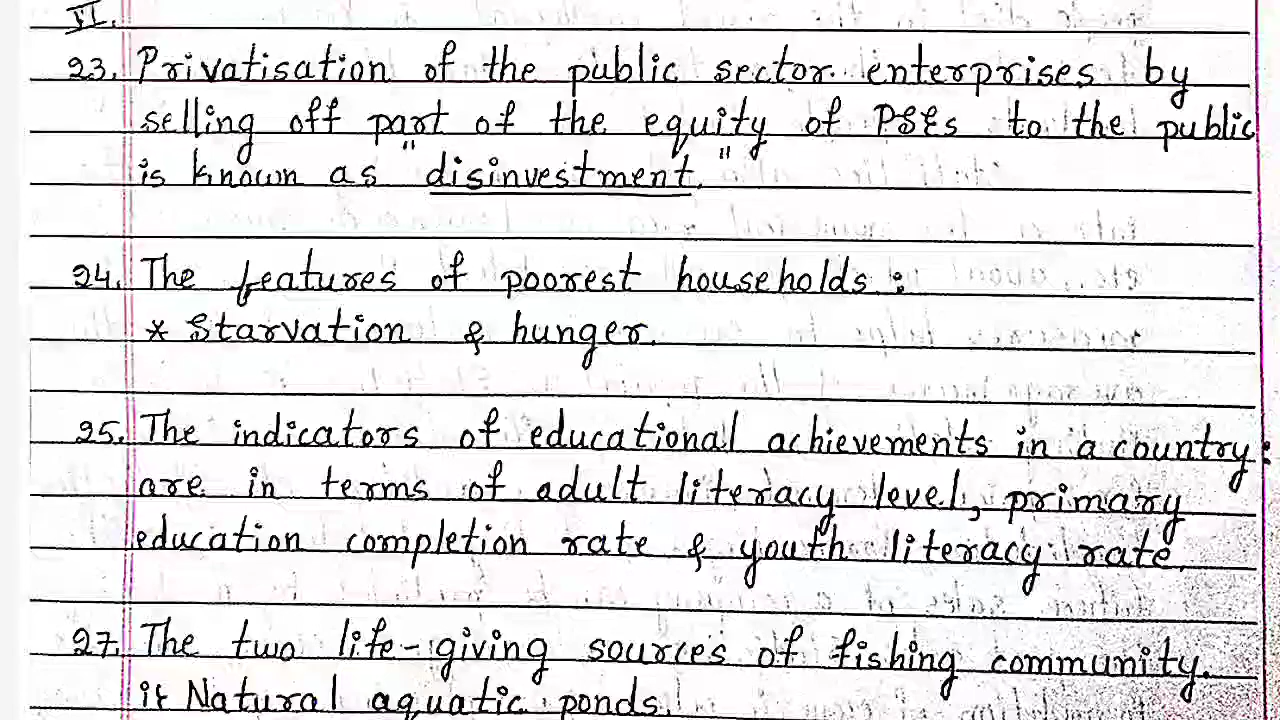 VI.
23. Privatisation of the public sector enterprises by
selling off part of the equity of PSEs to the public
is known as "disinvestment."
24. The features of poorest households :
* Starvation & hunger.
25. The indicators of educational achievements in a country:
are in terms of adult literacy level, primary
education completion rate & youth literacy rate.
27. The two life-giving sources of fishing community.
i% Natural aquatic ponds.